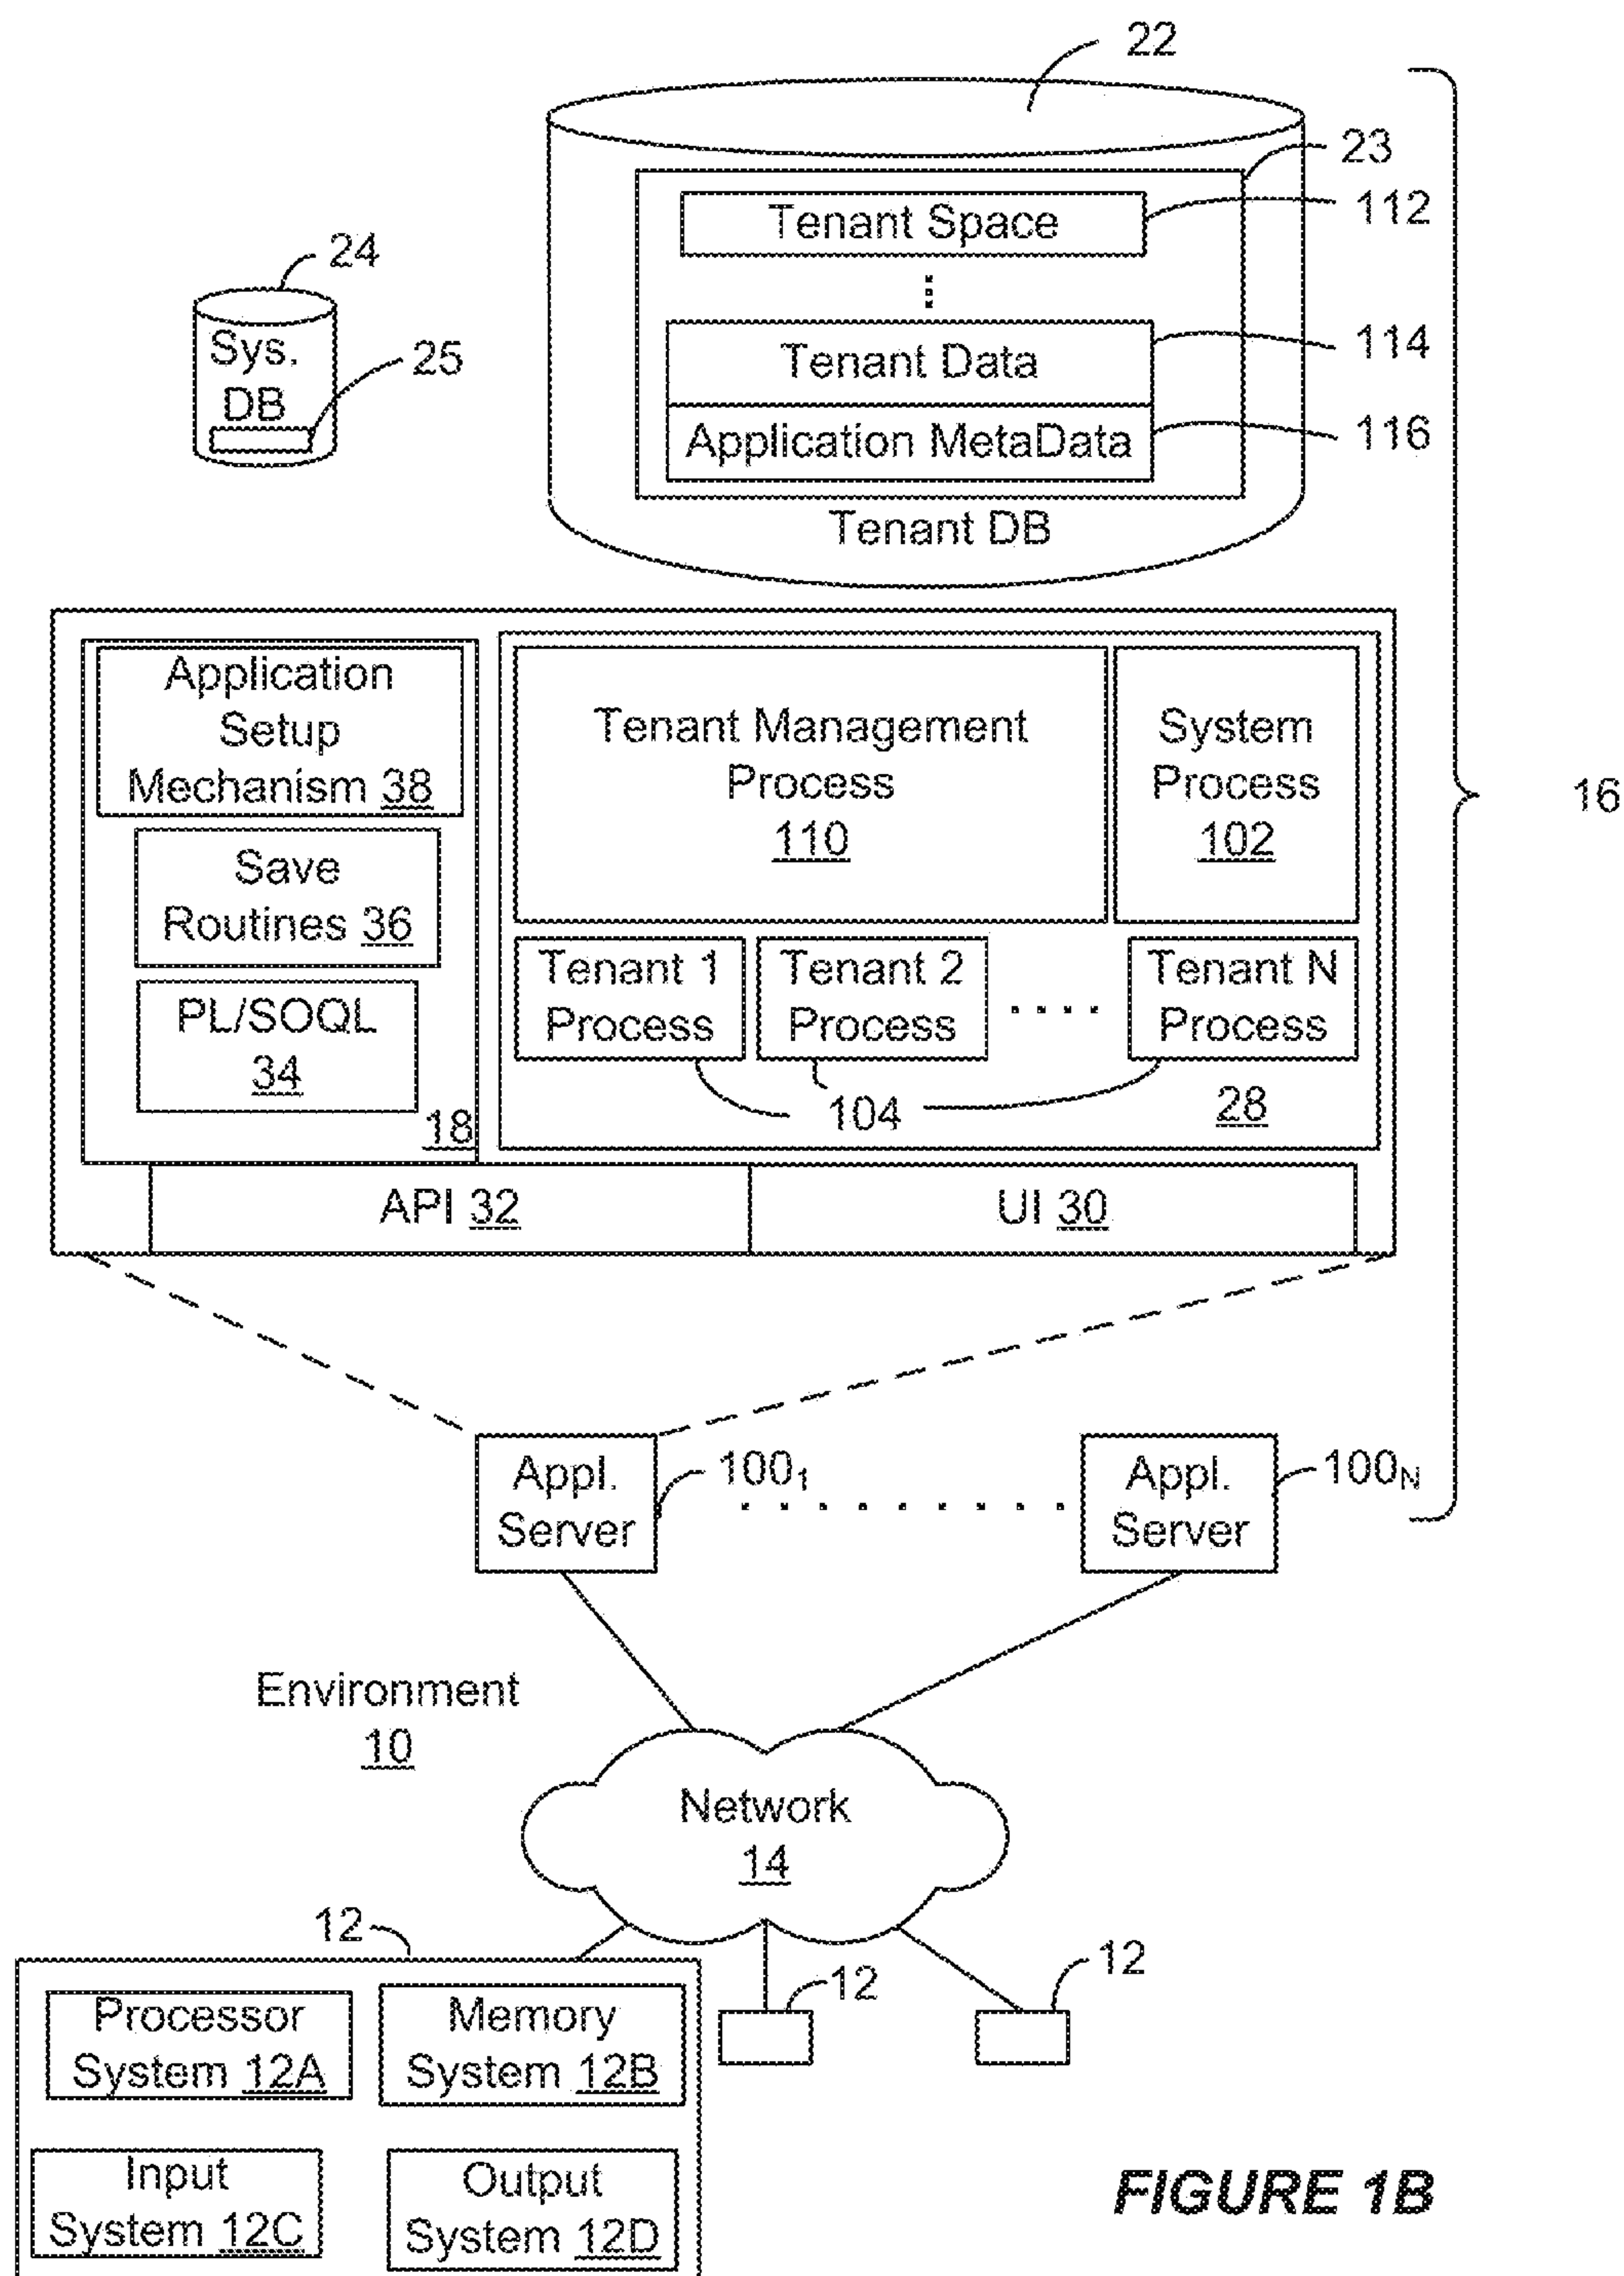 22
23
Tenant Space
112
24
Sys.
DB
25
Tenant Data
114
Application MetaData
116
Tenant DB
Application
Setup
Mechanism 38
Tenant Management
Process
110
System
Process
102
16
Save
Routines 36
Tenant 1
Process
Tenant 2
Process
Tenant N
Process
PL/SOQL
34
104
28
18
API 32
UI 30
Appl.
Server
100₁
Appl.
Server
100N
Environment
10
Network
14
12
12
12
Processor
System 12A
Memory
System 12B
Input
System 12C
Output
System 12D
FIGURE 1B